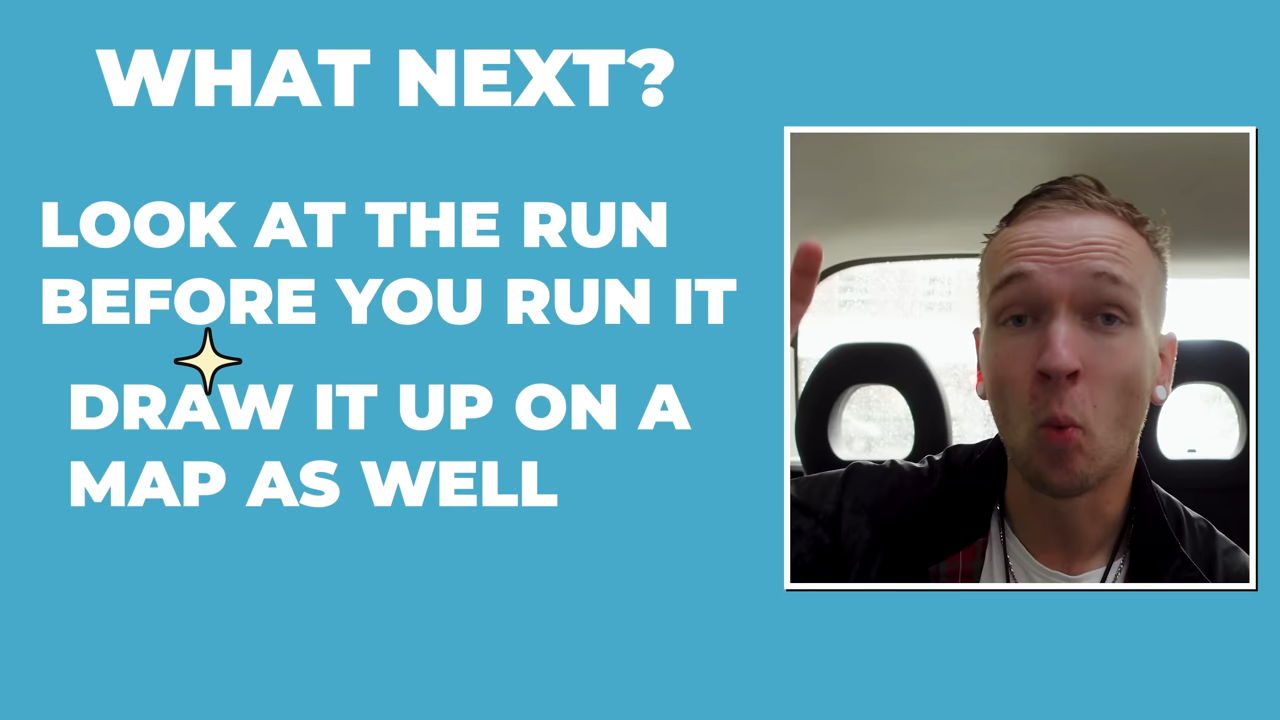 WHAT NEXT?
LOOK AT THE RUN
BEFORE YOU RUN IT
DRAW IT UP ON A
MAP AS WELL